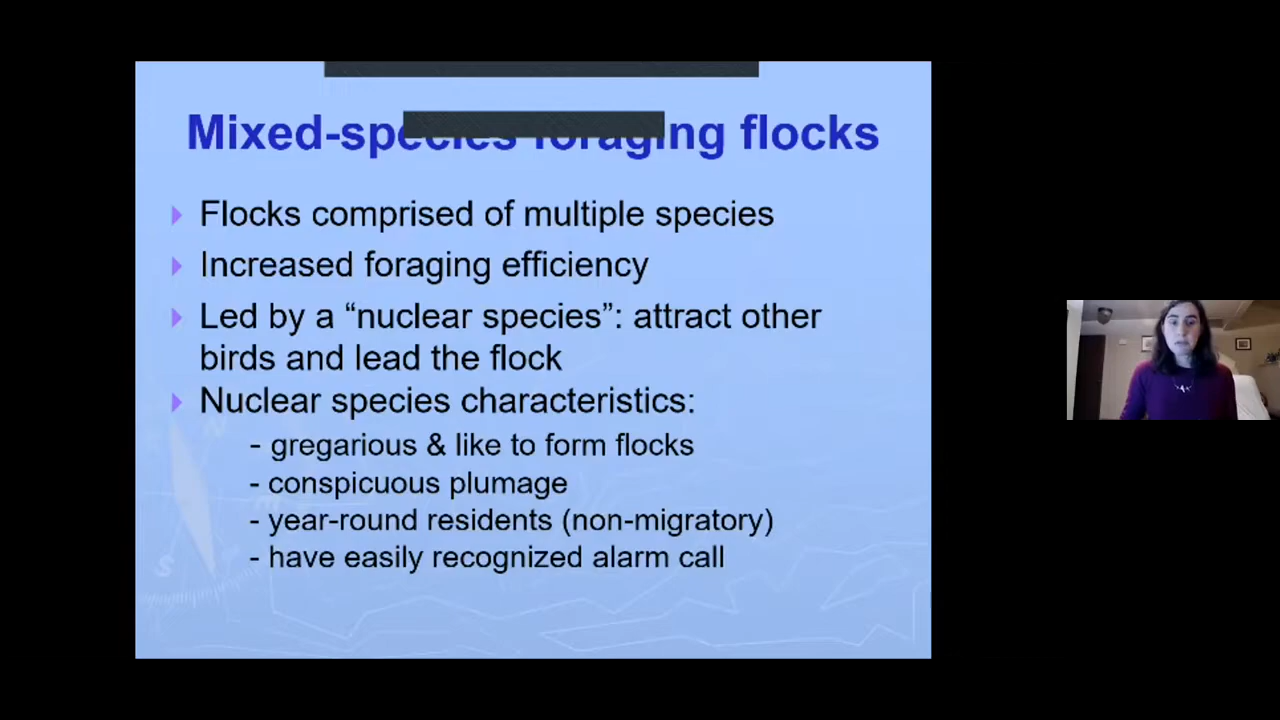 Mixed-species foraging flocks
Flocks comprised of multiple species
Increased foraging efficiency
Led by a “nuclear species”: attract other
birds and lead the flock
Nuclear species characteristics:
- gregarious & like to form flocks
- conspicuous plumage
- year-round residents (non-migratory)
- have easily recognized alarm call
S